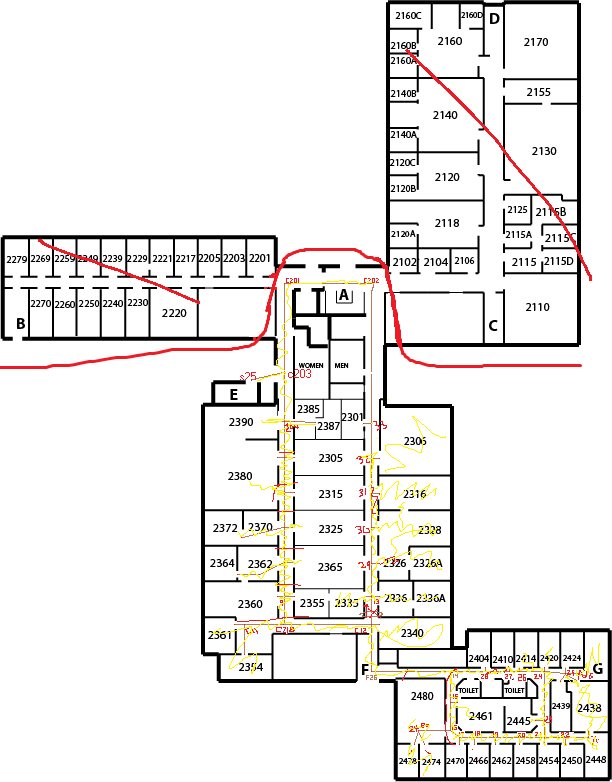 2160C 2160D D
2160B 2160 2170
2160A
2140B 2155
2140
2140A 2130
2120C
2120B 2120
2125 2115B
2118
2120A 2115A 2115C
2102 2104 2106 2115 2115D
2110
C
2279 2269 2259 2249 2239 2229 2221 2217 2205 2203 2201
2270 2260 2250 2240 2230
2220
B
C201 C202
A
WOMEN MEN
s25 c203
E
2385
2301
2390 2387
2306
2305
2380
2315 2316
2372 2370 2325 2328
2364 2362 2365 2326 2326A
2360 2355 2335 2336 2336A
2361 2340
2354
F
2404 2410 2414 2420 2424 G
TOILET TOILET
2480 2461 2445 2439 2438
2478 2474 2470 2466 2462 2458 2454 2450 2448